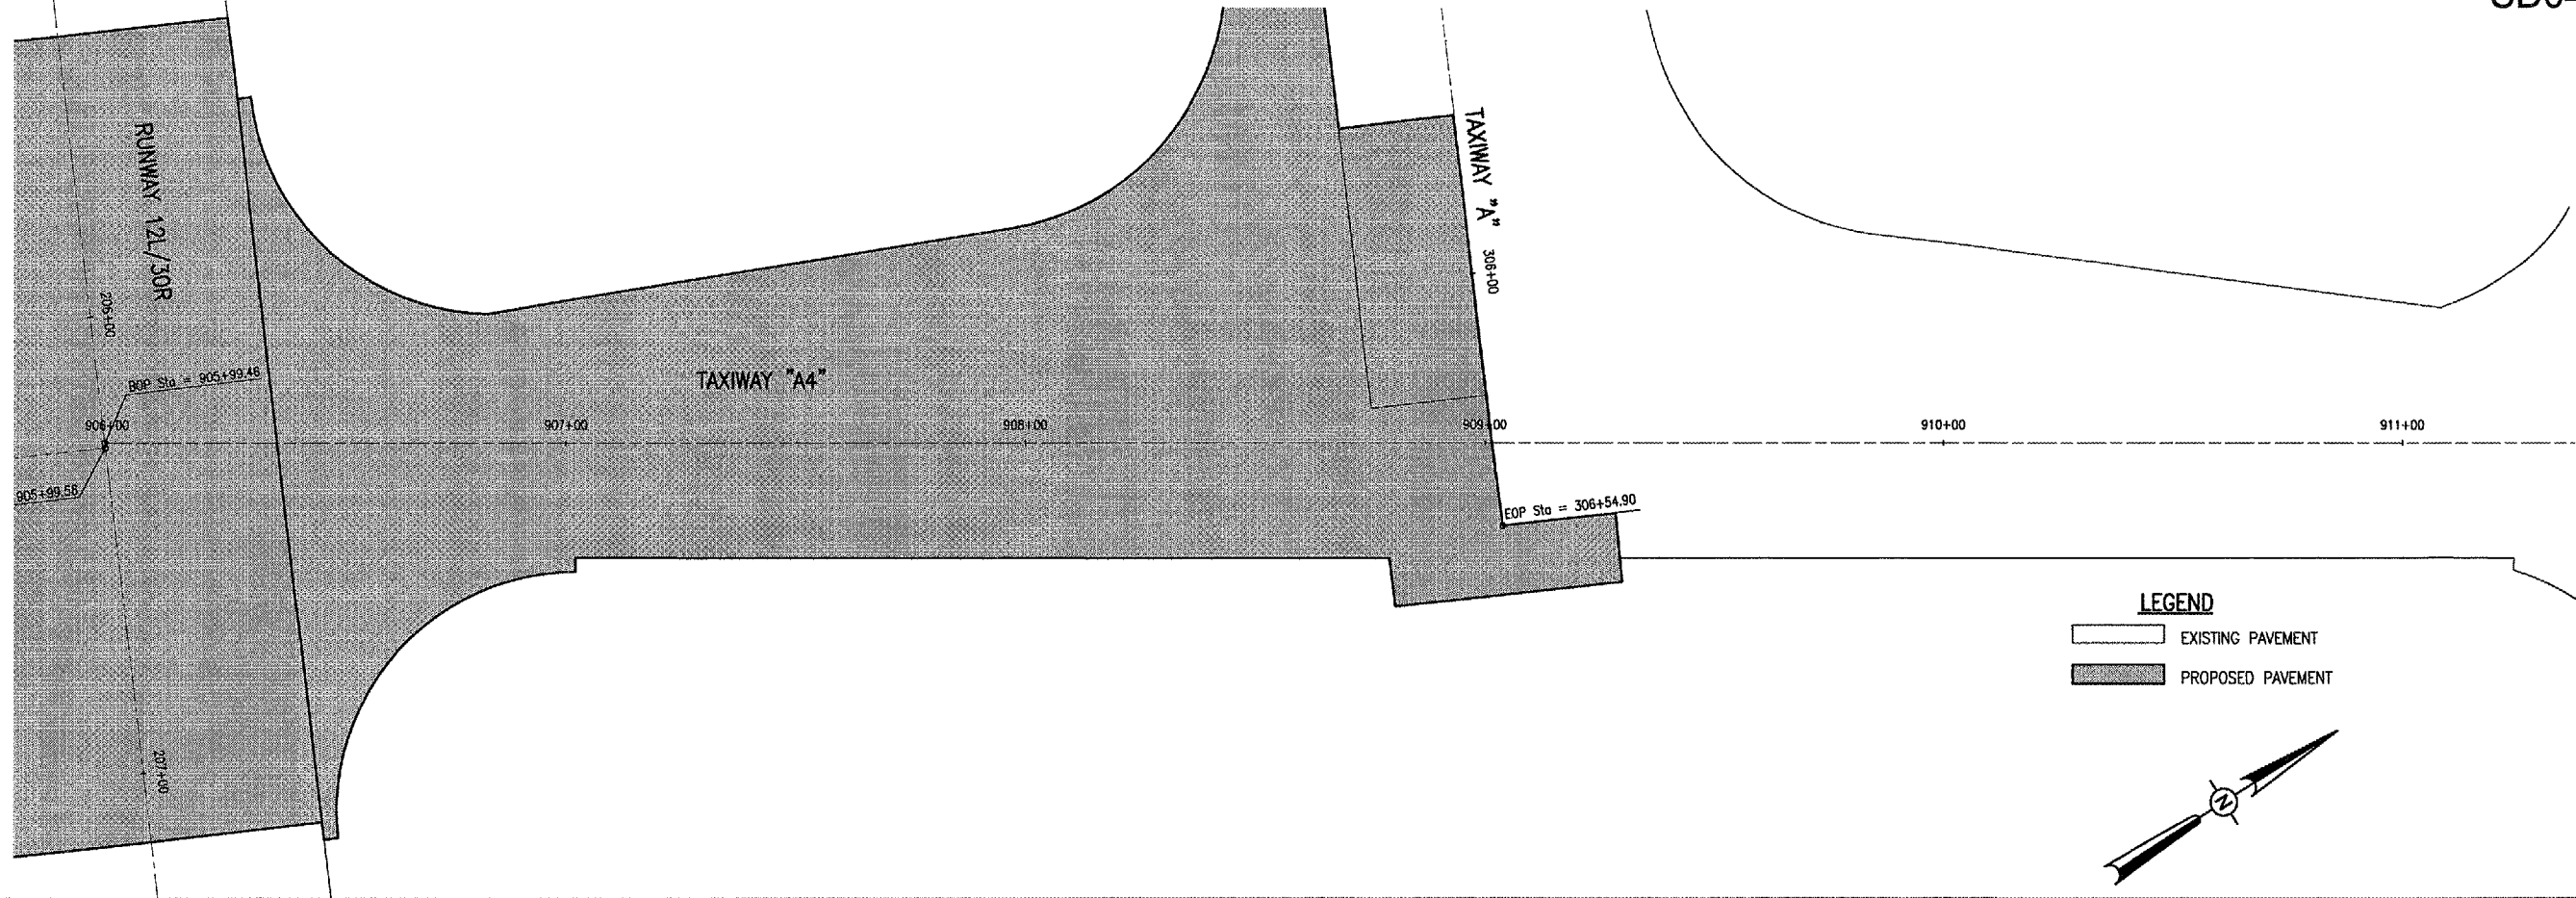 RUNWAY 12L/30R
206+00
BOP Sta = 905+99.46
906+00
905+99.58
207+00
907+00
TAXIWAY "A4"
908+00
TAXIWAY "A"
306+00
909+00
EOP Sta = 306+54.90
910+00
911+00
LEGEND
EXISTING PAVEMENT
PROPOSED PAVEMENT
N